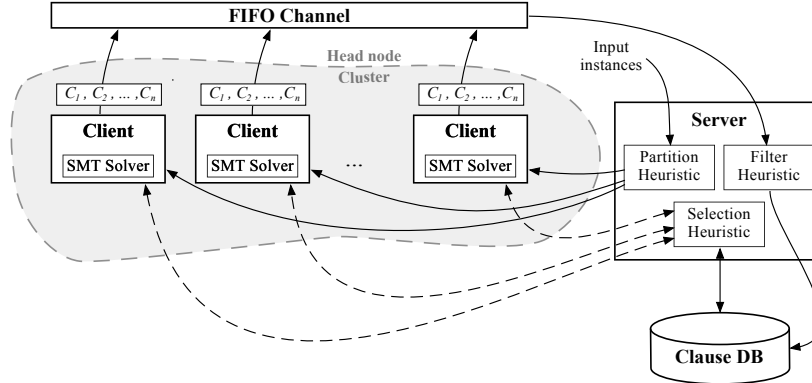 FIFO Channel
Head node
Cluster
Input
instances
C1 , C2 , ... ,Cn
C1 , C2 , ... ,Cn
C1 , C2 , ... ,Cn
Client
Client
Client
Server
SMT Solver
SMT Solver
...
SMT Solver
Partition
Heuristic
Filter
Heuristic
Selection
Heuristic
Clause DB